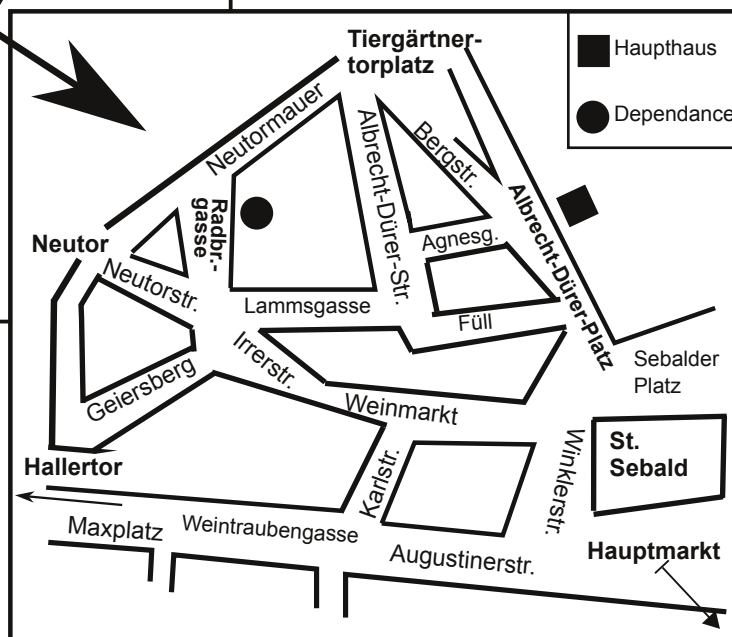 Tiergärtner-
torplatz
Haupthaus
Dependance
Neutormauer
Albrecht-Dürer-Str.
Bergstr.
Albrecht-Dürer-Platz
Radbr.-
gasse
Neutor
Agnesg.
Neutorstr.
Lammsgasse
Füll
Irrerstr.
Sebalder
Platz
Geiersberg
Weinmarkt
Winklerstr.
St.
Sebald
Hallertor
Karlstr.
Maxplatz
Weintraubengasse
Augustinerstr.
Hauptmarkt